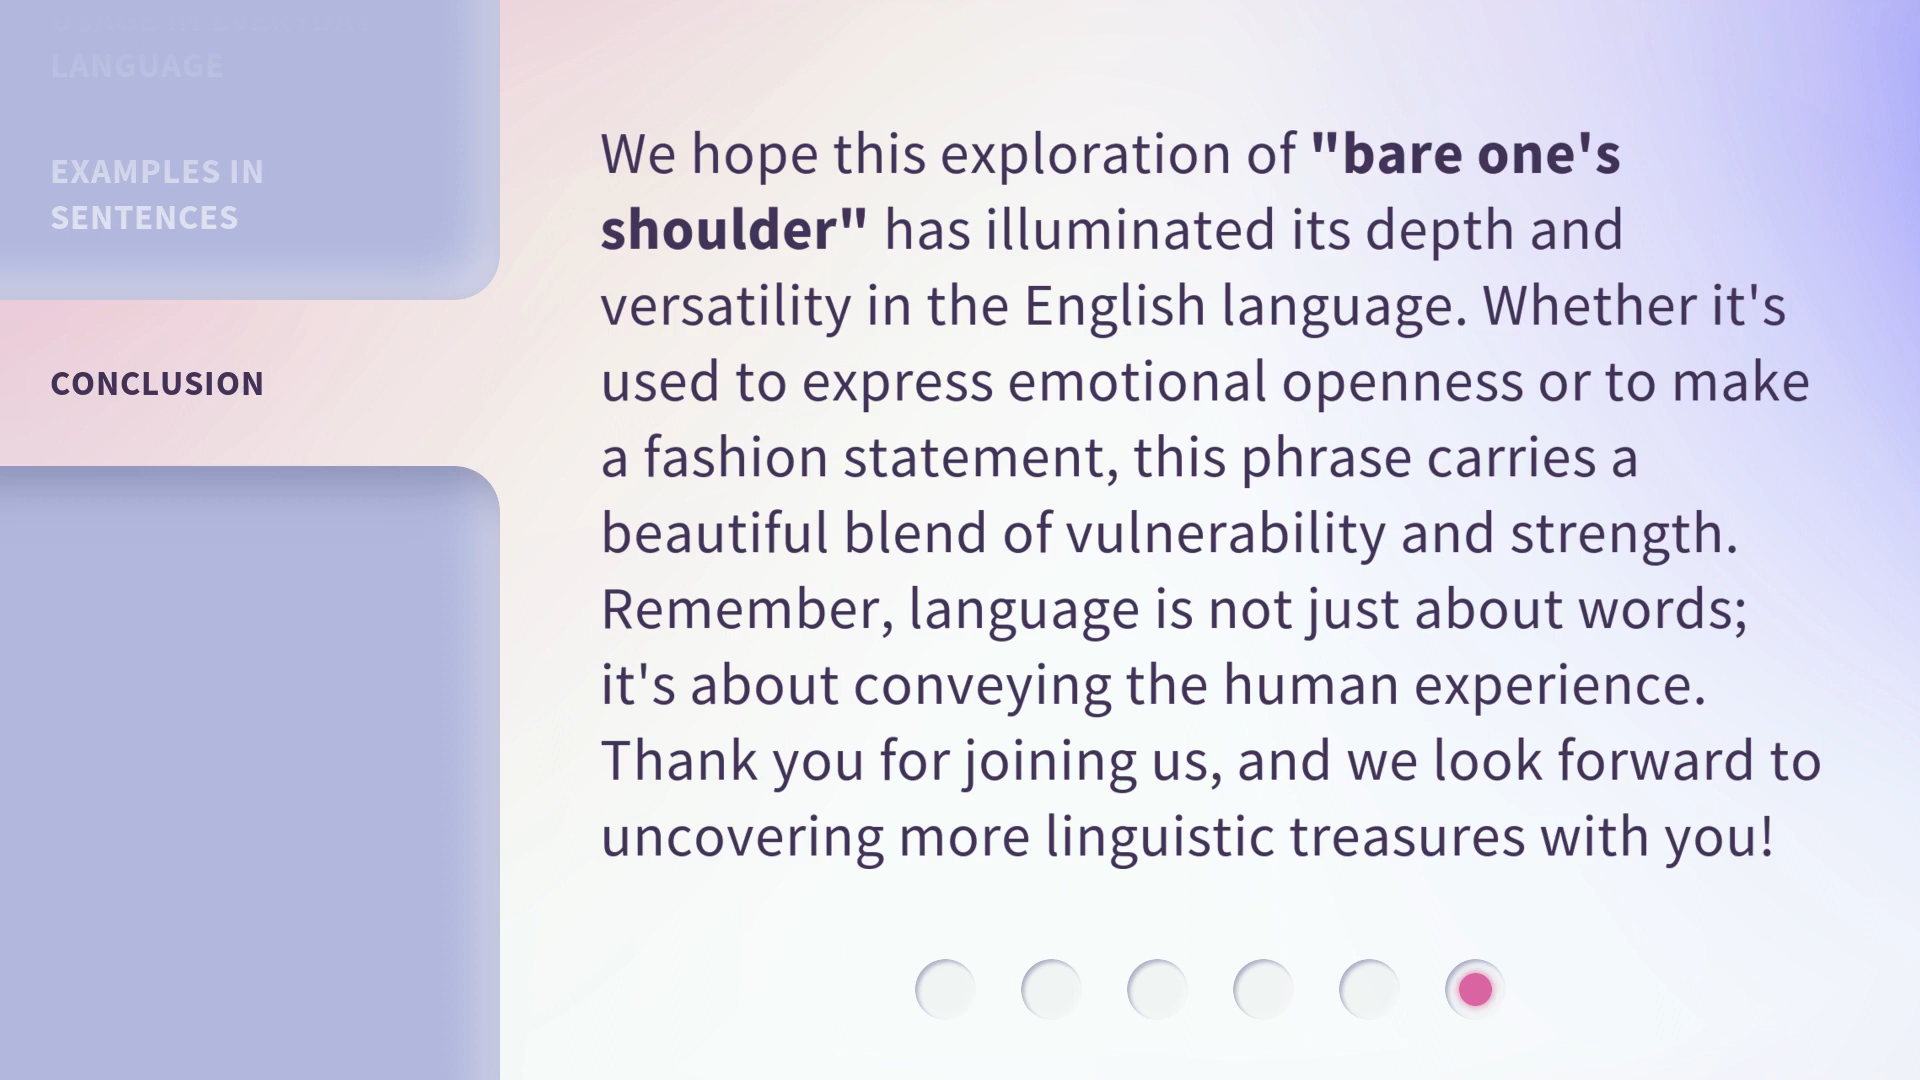 LANGUAGE
EXAMPLES IN
SENTENCES
CONCLUSION
We hope this exploration of "bare one's
shoulder" has illuminated its depth and
versatility in the English language. Whether it's
used to express emotional openness or to make
a fashion statement, this phrase carries a
beautiful blend of vulnerability and strength.
Remember, language is not just about words;
it's about conveying the human experience.
Thank you for joining us, and we look forward to
uncovering more linguistic treasures with you!